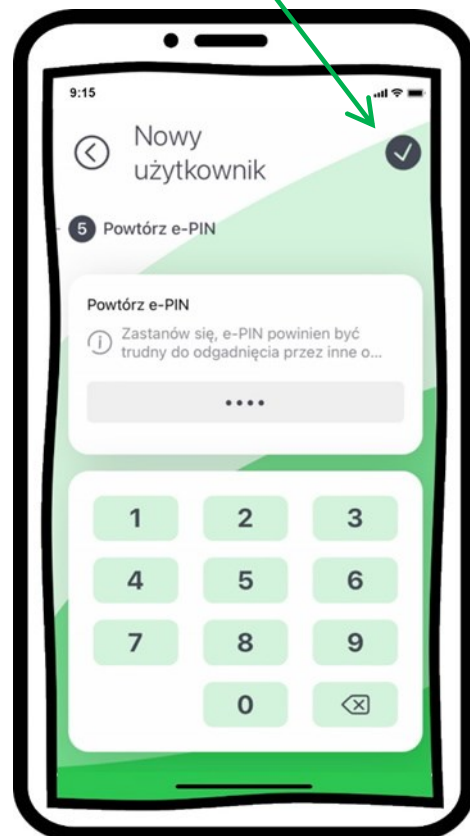 9:15
Nowy
użytkownik
5 Powtórz e-PIN
Powtórz e-PIN
Zastanów się, e-PIN powinien być
trudny do odgadnięcia przez inne o...
••••
1 2 3
4 5 6
7 8 9
0